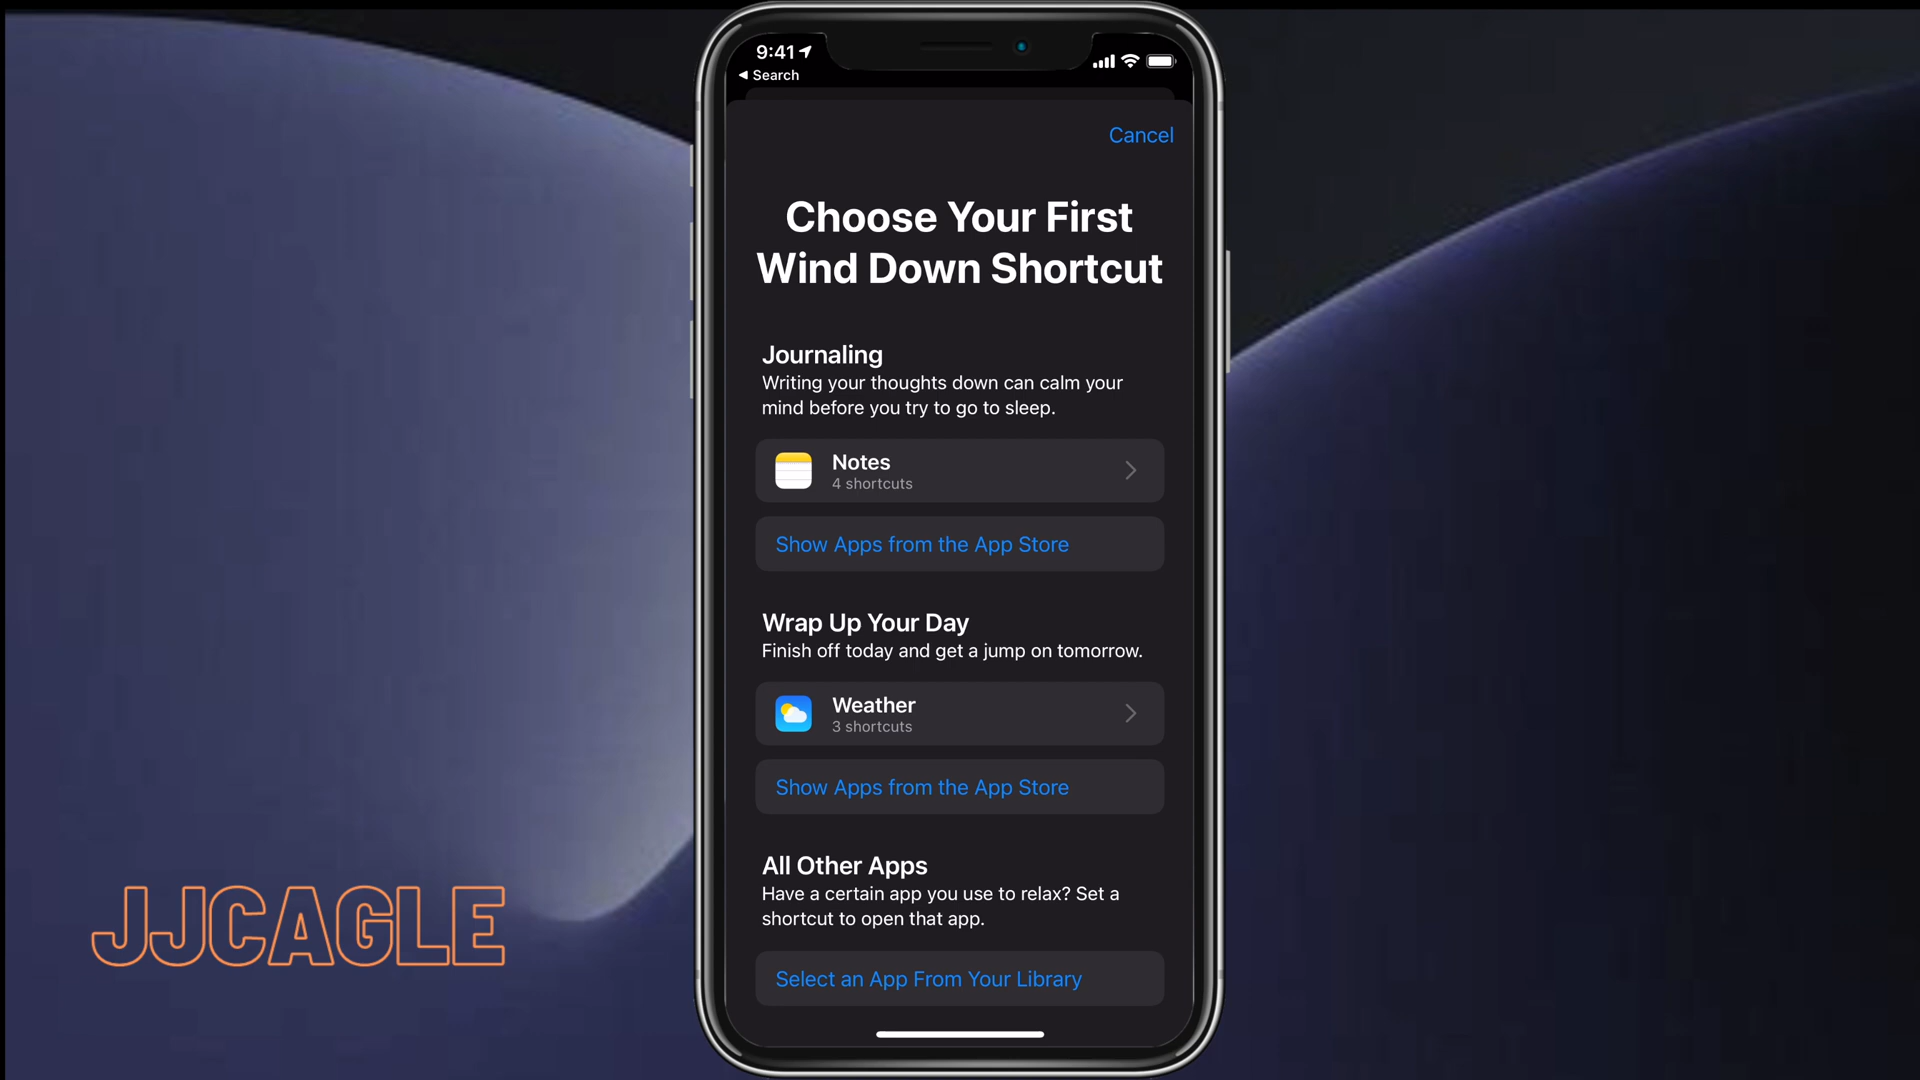 9:41
Search
Cancel
Choose Your First
Wind Down Shortcut
Journaling
Writing your thoughts down can calm your
mind before you try to go to sleep.
Notes
4 shortcuts
Show Apps from the App Store
Wrap Up Your Day
Finish off today and get a jump on tomorrow.
Weather
3 shortcuts
Show Apps from the App Store
All Other Apps
Have a certain app you use to relax? Set a
shortcut to open that app.
Select an App From Your Library
JJCAGLE